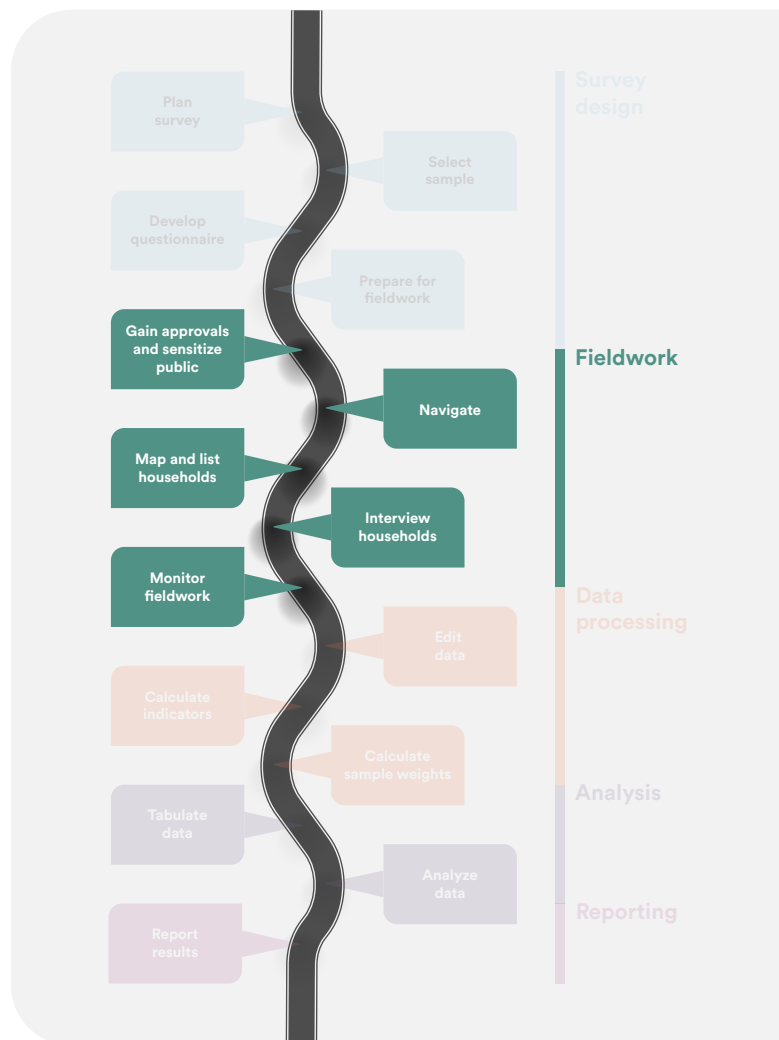 Plan
survey
Survey
design
Select
sample
Develop
questionnaire
Prepare for
fieldwork
Gain approvals
and sensitize
public
Fieldwork
Navigate
Map and list
households
Interview
households
Monitor
fieldwork
Data
processing
Edit
data
Calculate
indicators
Calculate
sample weights
Analysis
Tabulate
data
Analyze
data
Reporting
Report
results